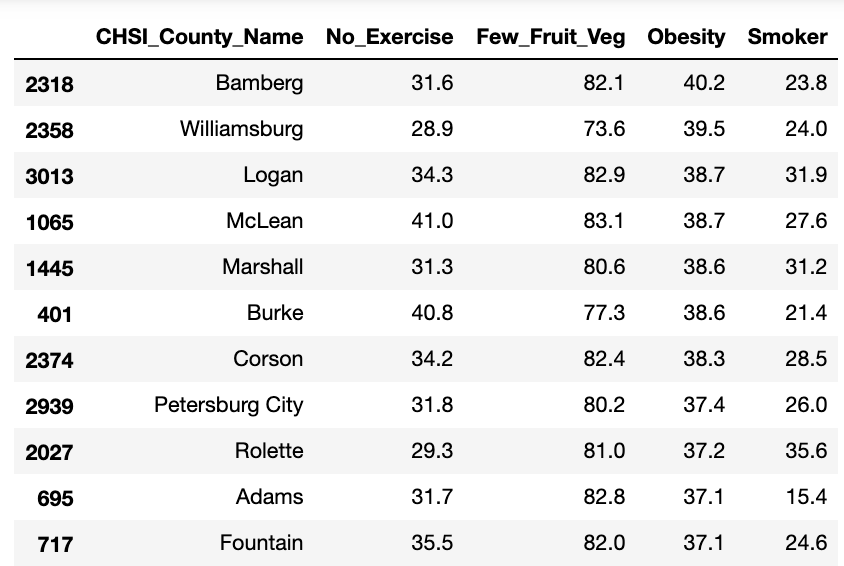 CHSI_County_Name No_Exercise Few_Fruit_Veg Obesity Smoker
2318 Bamberg 31.6 82.1 40.2 23.8
2358 Williamsburg 28.9 73.6 39.5 24.0
3013 Logan 34.3 82.9 38.7 31.9
1065 McLean 41.0 83.1 38.7 27.6
1445 Marshall 31.3 80.6 38.6 31.2
401 Burke 40.8 77.3 38.6 21.4
2374 Corson 34.2 82.4 38.3 28.5
2939 Petersburg City 31.8 80.2 37.4 26.0
2027 Rolette 29.3 81.0 37.2 35.6
695 Adams 31.7 82.8 37.1 15.4
717 Fountain 35.5 82.0 37.1 24.6